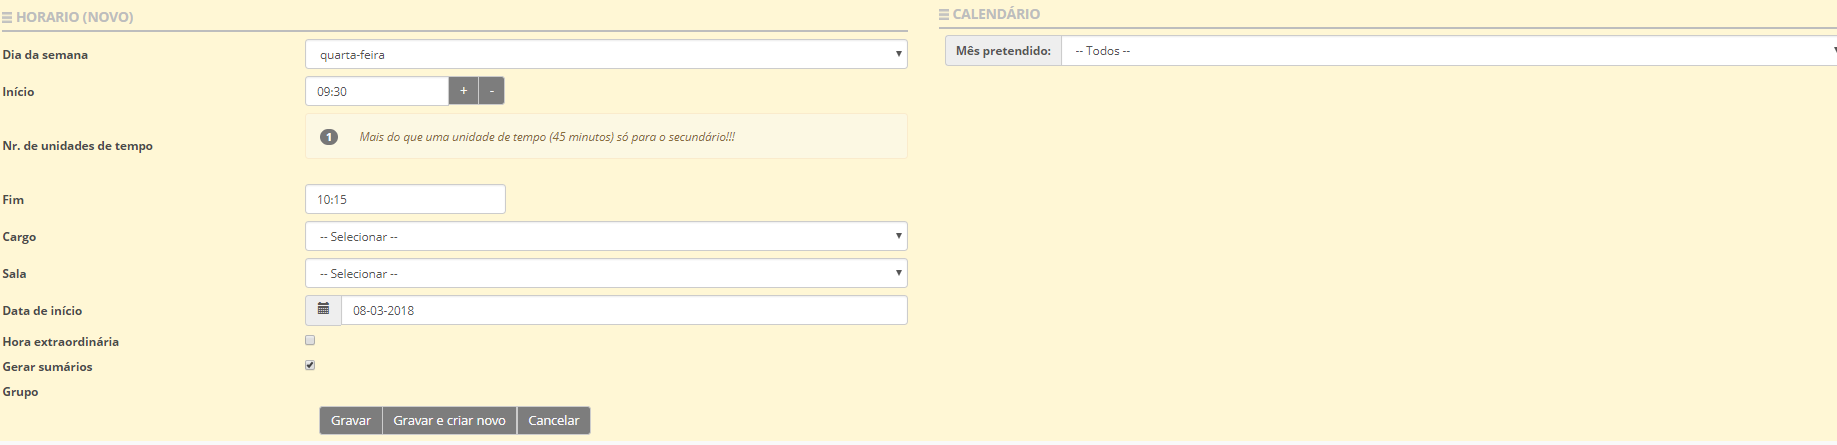 HORARIO (NOVO)
Dia da semana
quarta-feira
Início
09:30
+
-
Nr. de unidades de tempo
1
Mais do que uma unidade de tempo (45 minutos) só para o secundário!!!
Fim
10:15
Cargo
-- Selecionar --
Sala
-- Selecionar --
Data de início
08-03-2018
Hora extraordinária
Gerar sumários
Grupo
Gravar
Gravar e criar novo
Cancelar
CALENDÁRIO
Mês pretendido:
-- Todos --